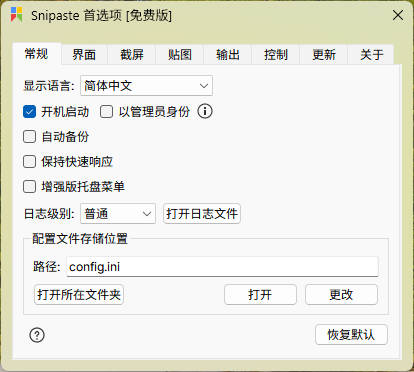 Snipaste 首选项 [免费版]
常规 界面 截屏 贴图 输出 控制 更新 关于
显示语言: 简体中文
开机启动 以管理员身份
自动备份
保持快速响应
增强版托盘菜单
日志级别: 普通 打开日志文件
配置文件存储位置
路径: config.ini
打开所在文件夹 打开 更改
恢复默认